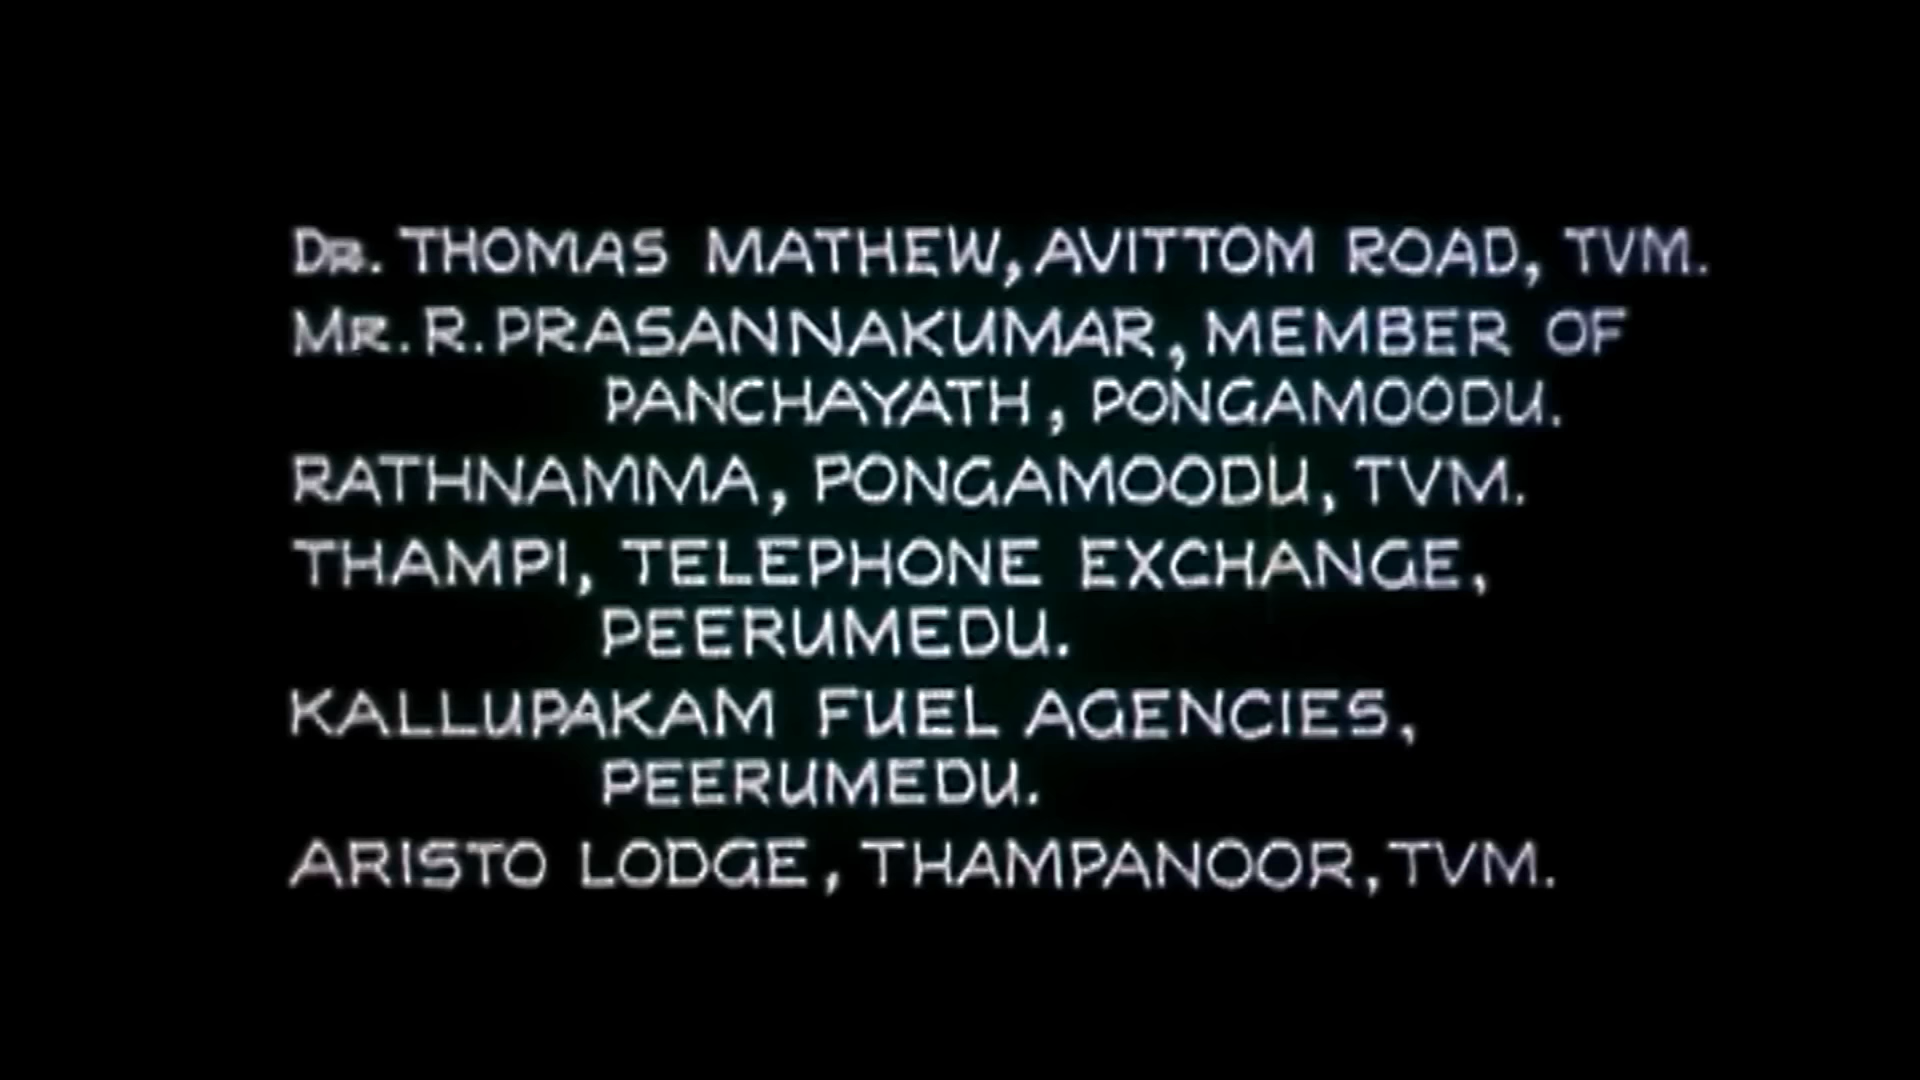 DR. THOMAS MATHEW, AVITTOM ROAD, TVM.
MR. R. PRASANNAKUMAR, MEMBER OF
PANCHAYATH, PONGAMOODU.
RATHNAMMA, PONGAMOODU, TVM.
THAMPI, TELEPHONE EXCHANGE,
PEERUMEDU.
KALLUPAKAM FUEL AGENCIES,
PEERUMEDU.
ARISTO LODGE, THAMPANOOR, TVM.